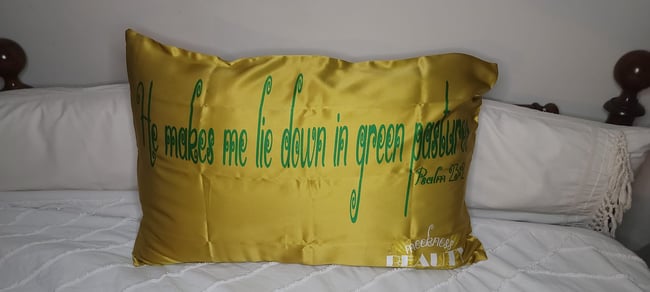 He makes me lie down in green pastures
Psalm 23:2
meekness
BEAUTY